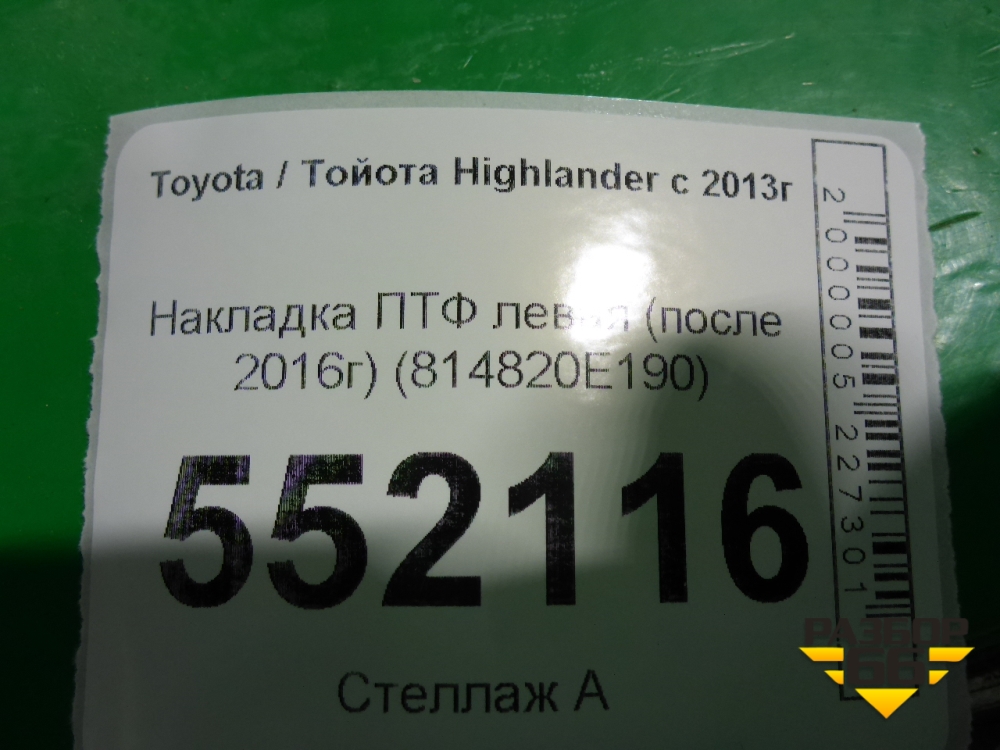 Toyota / Тойота Highlander с 2013г
Накладка ПТФ левая (после
2016г) (814820E190)
552116
Стеллаж А
2000005227301
РАЗБОР
66